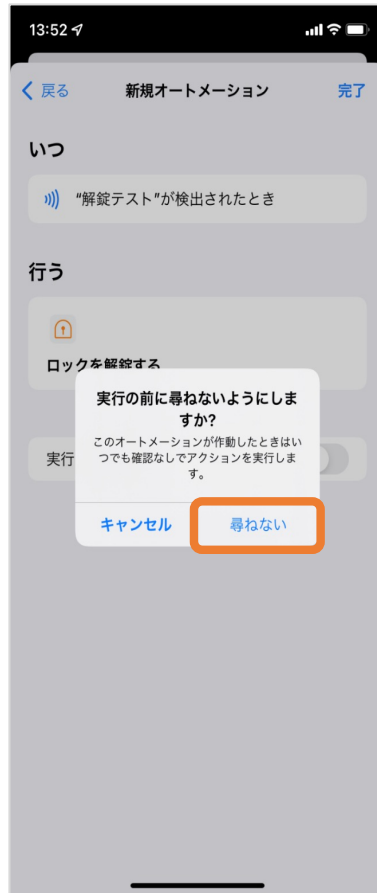 13:52
戻る 新規オートメーション 完了
いつ
“解錠テスト”が検出されたとき
行う
ロックを解錠する
実行の前に尋ねないようにしま
すか?
このオートメーションが作動したときはい
つでも確認なしでアクションを実行しま
す。
実行
キャンセル 尋ねない